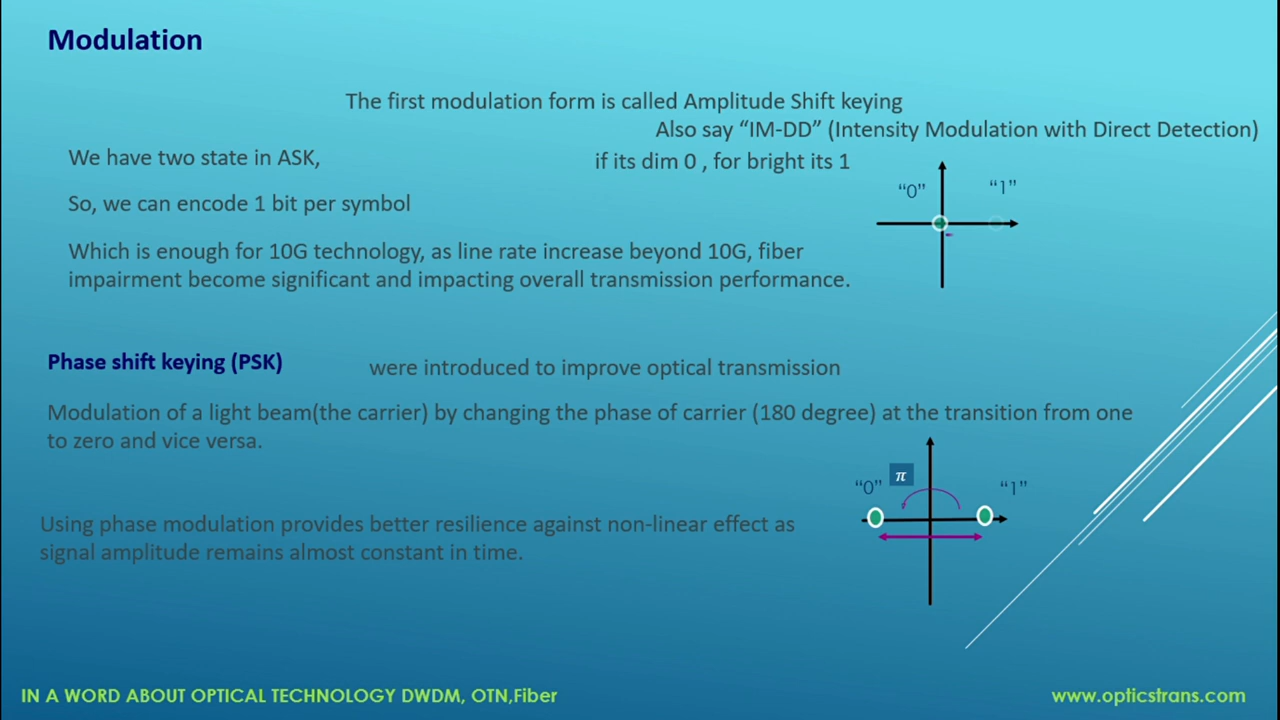 Modulation
The first modulation form is called Amplitude Shift keying
Also say “IM-DD” (Intensity Modulation with Direct Detection)
We have two state in ASK,
if its dim 0 , for bright its 1
“0” “1”
So, we can encode 1 bit per symbol
Which is enough for 10G technology, as line rate increase beyond 10G, fiber
impairment become significant and impacting overall transmission performance.
Phase shift keying (PSK)
were introduced to improve optical transmission
Modulation of a light beam(the carrier) by changing the phase of carrier (180 degree) at the transition from one
to zero and vice versa.
π
“0” “1”
Using phase modulation provides better resilience against non-linear effect as
signal amplitude remains almost constant in time.
IN A WORD ABOUT OPTICAL TECHNOLOGY DWDM, OTN,Fiber
www.opticstrans.com